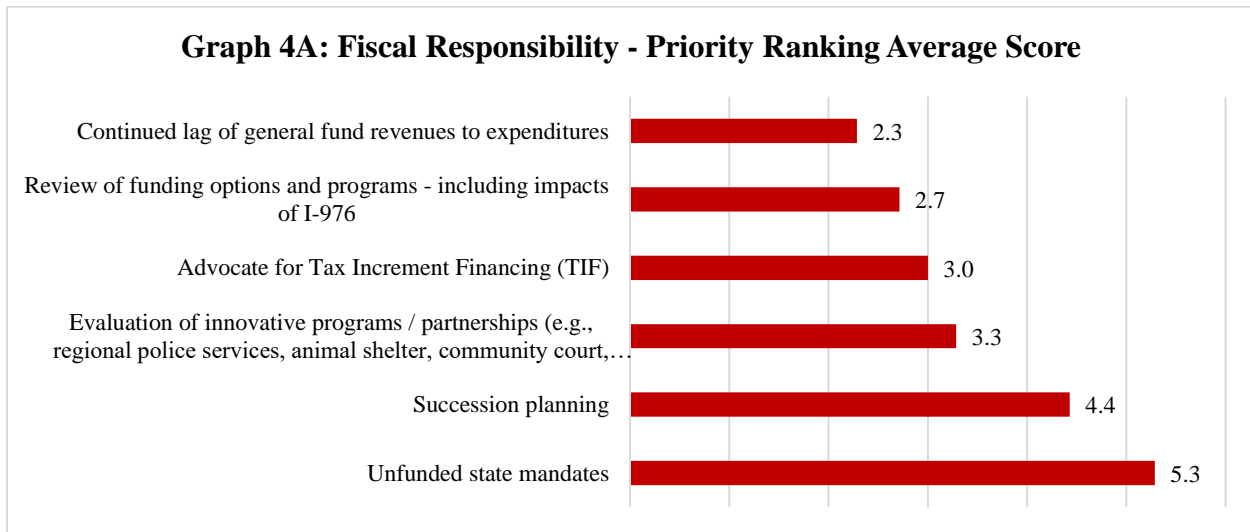 Graph 4A: Fiscal Responsibility - Priority Ranking Average Score
Continued lag of general fund revenues to expenditures
2.3
Review of funding options and programs - including impacts
of I-976
2.7
Advocate for Tax Increment Financing (TIF)
3.0
Evaluation of innovative programs / partnerships (e.g.,
regional police services, animal shelter, community court,…
3.3
Succession planning
4.4
Unfunded state mandates
5.3